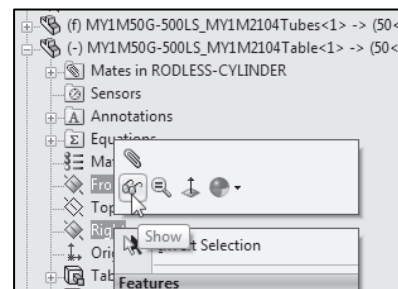 (f) MY1M50G-500LS_MY1M2104Tubes<1> -> (50<
(-) MY1M50G-500LS_MY1M2104Table<1> -> (50<
Mates in RODLESS-CYLINDER
Sensors
A Annotations
Σ Equations
Ma
Fro
Top
Righ
Show
t Selection
Ori
Tab
Features